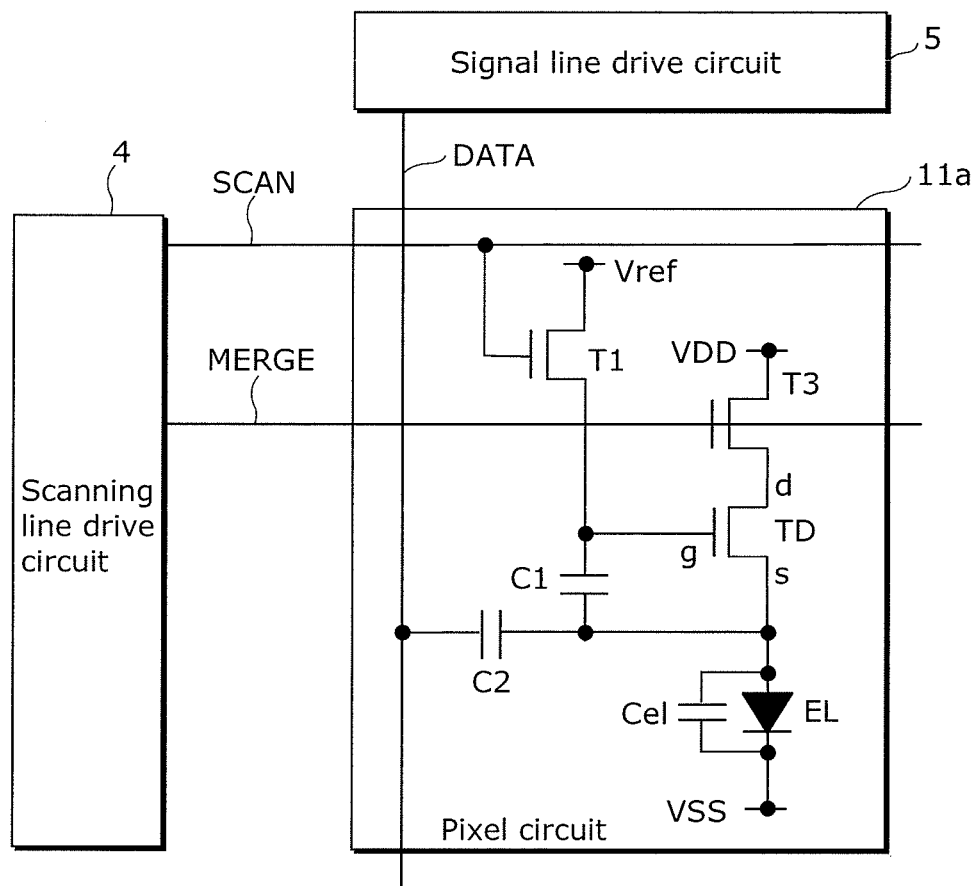 Signal line drive circuit
5
4
SCAN
DATA
11a
Vref
MERGE
T1
VDD
T3
Scanning
line drive
circuit
d
TD
g
s
C1
C2
Cel
EL
VSS
Pixel circuit